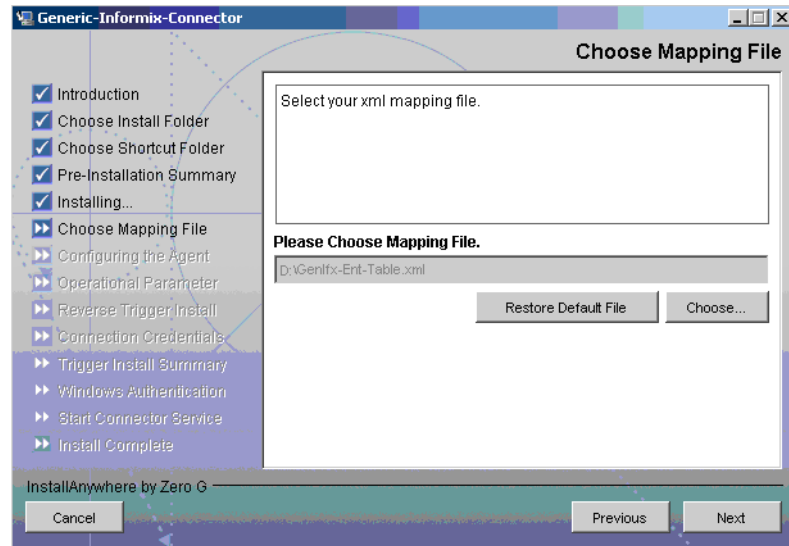 Generic-Informix-Connector
Choose Mapping File
Introduction
Choose Install Folder
Choose Shortcut Folder
Pre-Installation Summary
Installing...
Choose Mapping File
Configuring the Agent
Operational Parameter
Reverse Trigger Install
Connection Credentials
Trigger Install Summary
Windows Authentication
Start Connector Service
Install Complete
Select your xml mapping file.
Please Choose Mapping File.
D:\GenIfx-Ent-Table.xml
Restore Default File
Choose...
InstallAnywhere by Zero G
Cancel
Previous
Next